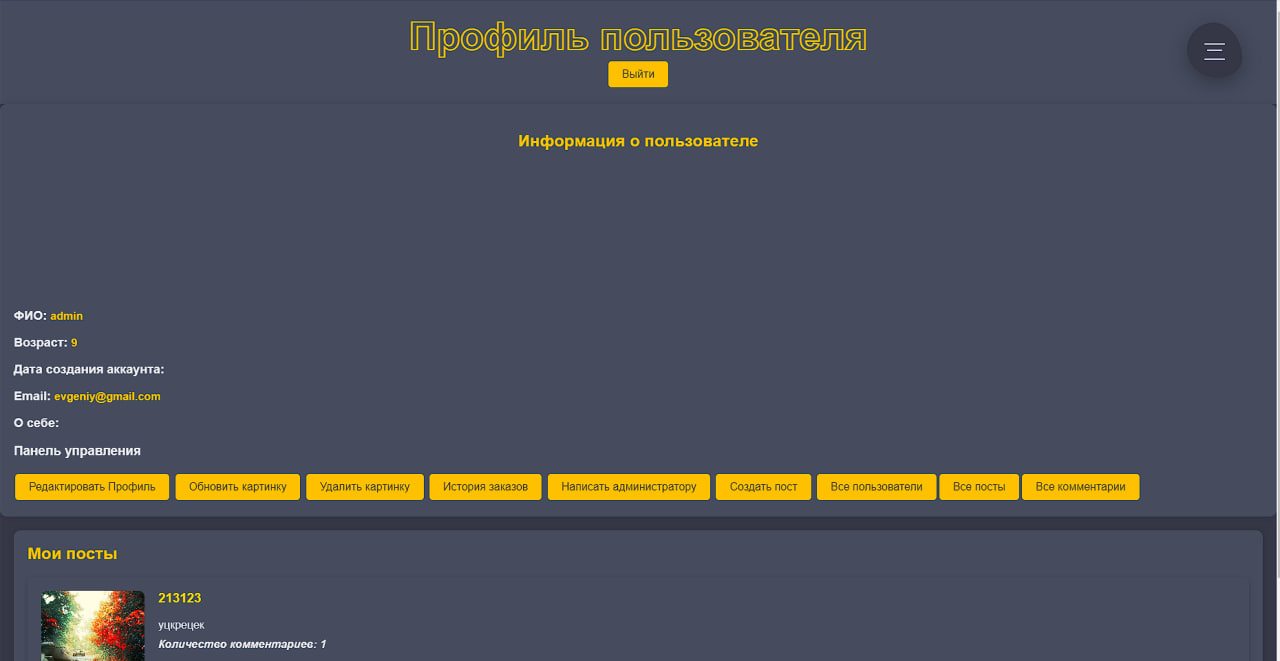 Профиль пользователя
Выйти
Информация о пользователе
ФИО: admin
Возраст: 9
Дата создания аккаунта:
Email: evgeniy@gmail.com
О себе:
Панель управления
Редактировать Профиль Обновить картинку Удалить картинку История заказов Написать администратору Создать пост Все пользователи Все посты Все комментарии
Мои посты
213123
уцкрецек
Количество комментариев: 1